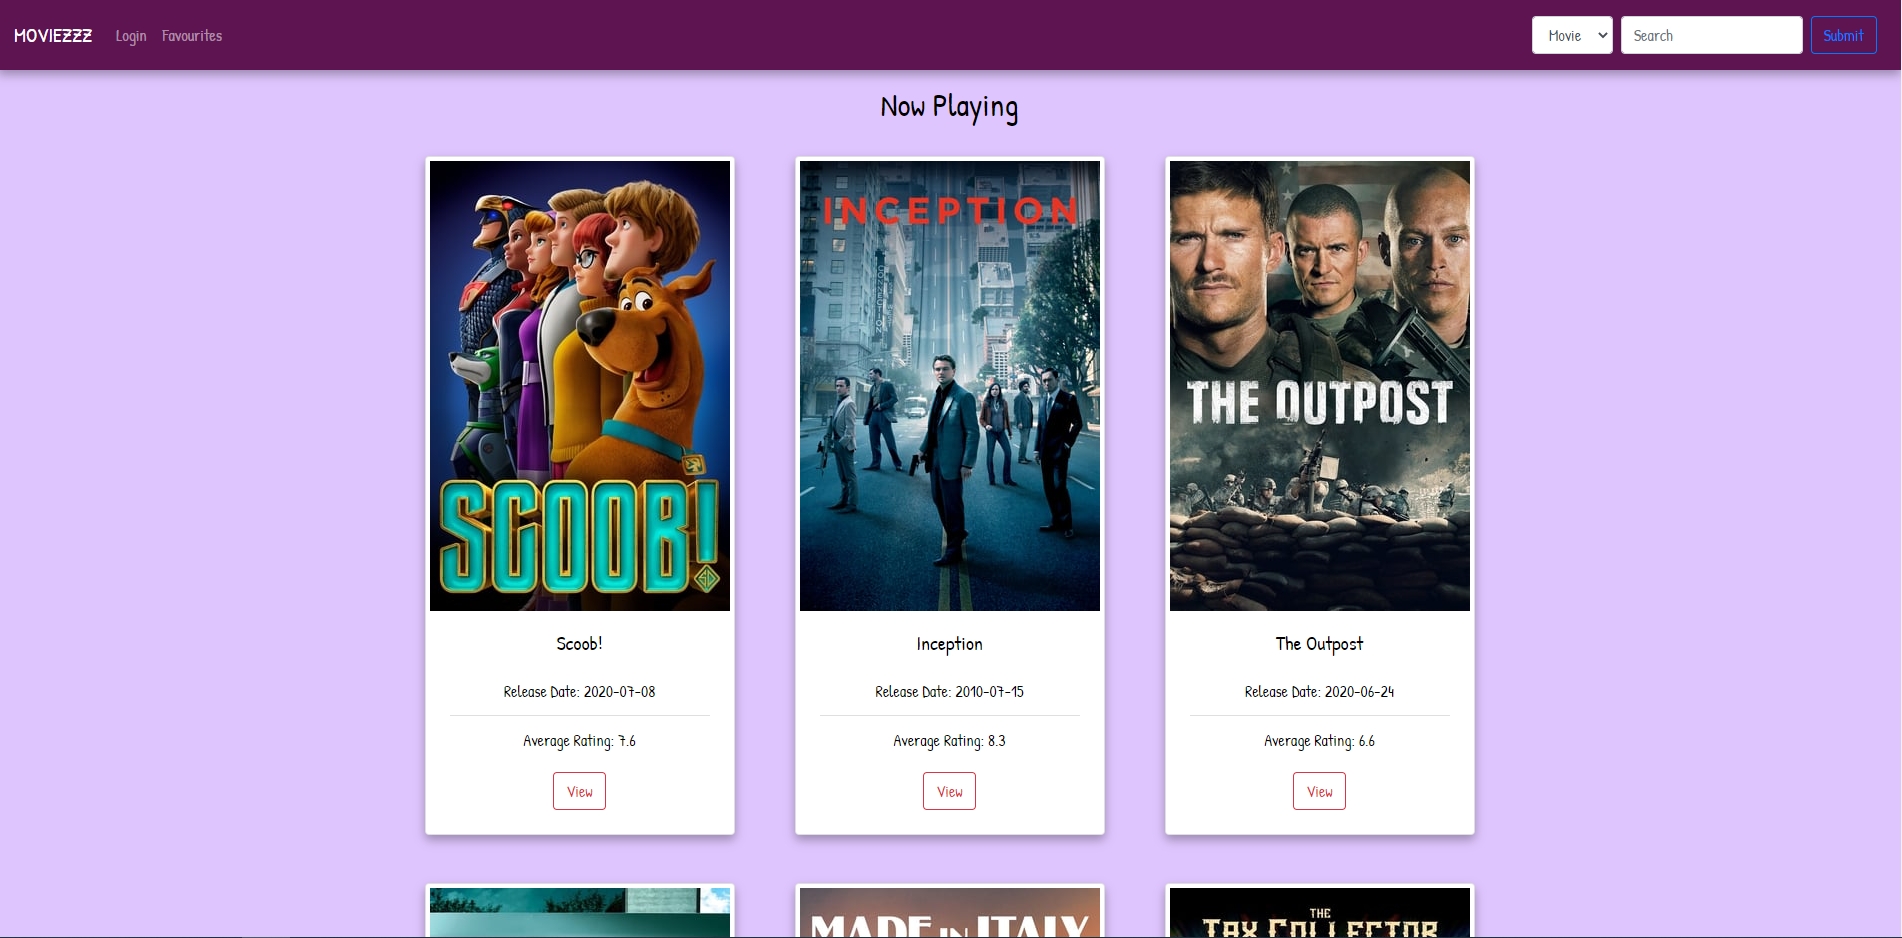 MOVIEZZZ Login Favourites Movie Search Submit
Now Playing
INCEPTION
THE OUTPOST
SCOOB!
SD
Scoob! Inception The Outpost
Release Date: 2020-07-08 Release Date: 2010-07-15 Release Date: 2020-06-24
Average Rating: 7.6 Average Rating: 8.3 Average Rating: 6.6
View View View
MADE IN ITALY
THE
TAX COLLECTOR